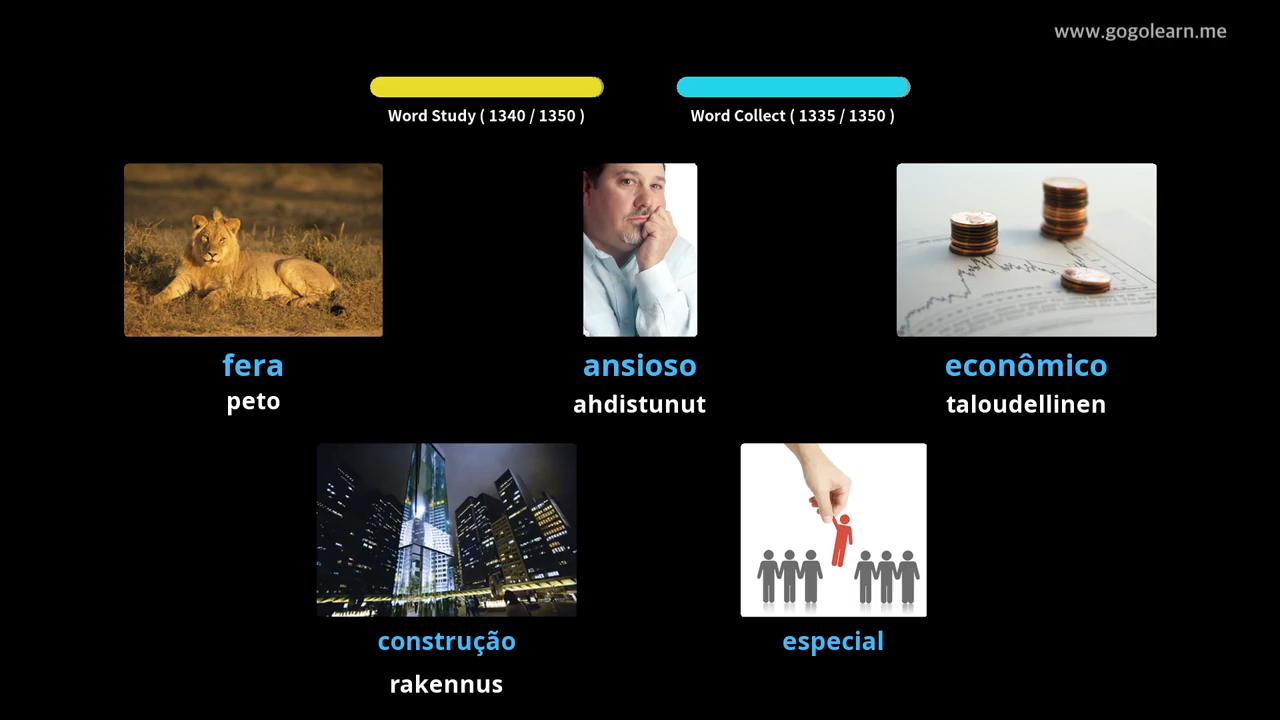 www.gogolearn.me
Word Study ( 1340 / 1350 )
Word Collect ( 1335 / 1350 )
fera
peto
ansioso
ahdistunut
econômico
taloudellinen
construção
rakennus
especial